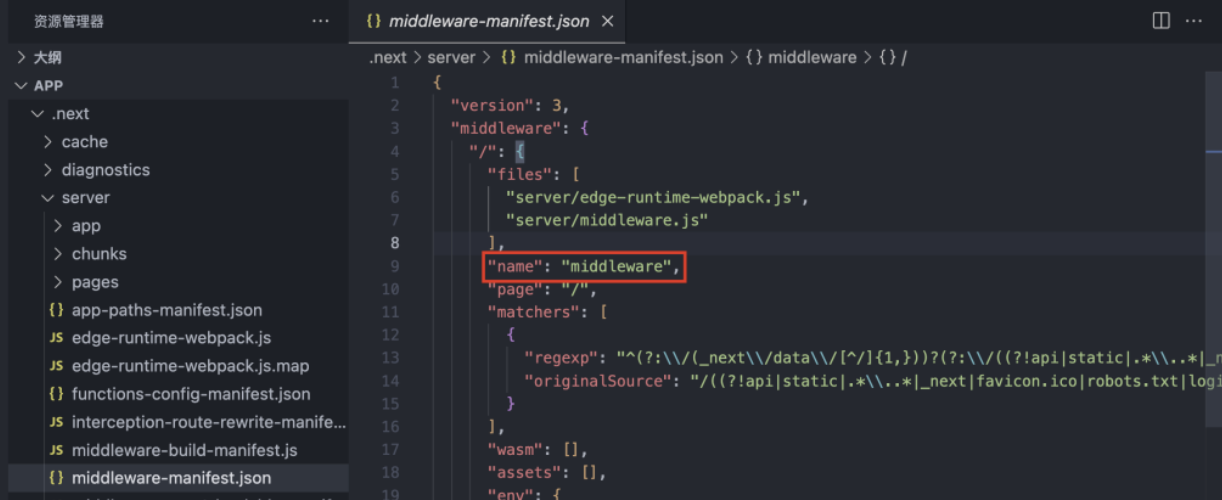 资源管理器 ···
大纲
APP
.next
cache
diagnostics
server
app
chunks
pages
{} app-paths-manifest.json
JS edge-runtime-webpack.js
JS edge-runtime-webpack.js.map
{} functions-config-manifest.json
JS interception-route-rewrite-manife...
JS middleware-build-manifest.js
{} middleware-manifest.json
{} middleware-manifest.json ×
···
.next > server > {} middleware-manifest.json > {} middleware > {} /
1 {
2 "version": 3,
3 "middleware": {
4 "/": {
5 "files": [
6 "server/edge-runtime-webpack.js",
7 "server/middleware.js"
8 ],
9 "name": "middleware",
10 "page": "/",
11 "matchers": [
12 {
13 "regexp": "^(?:\\/(_next\\/data\\/[^/]{1,}))?(?:\\/((?!api|static|.*\\..*|_n
14 "originalSource": "/((?!api|static|.*\\..*|_next|favicon.ico|robots.txt|logi
15 }
16 ],
17 "wasm": [],
18 "assets": [],
19 "env": {